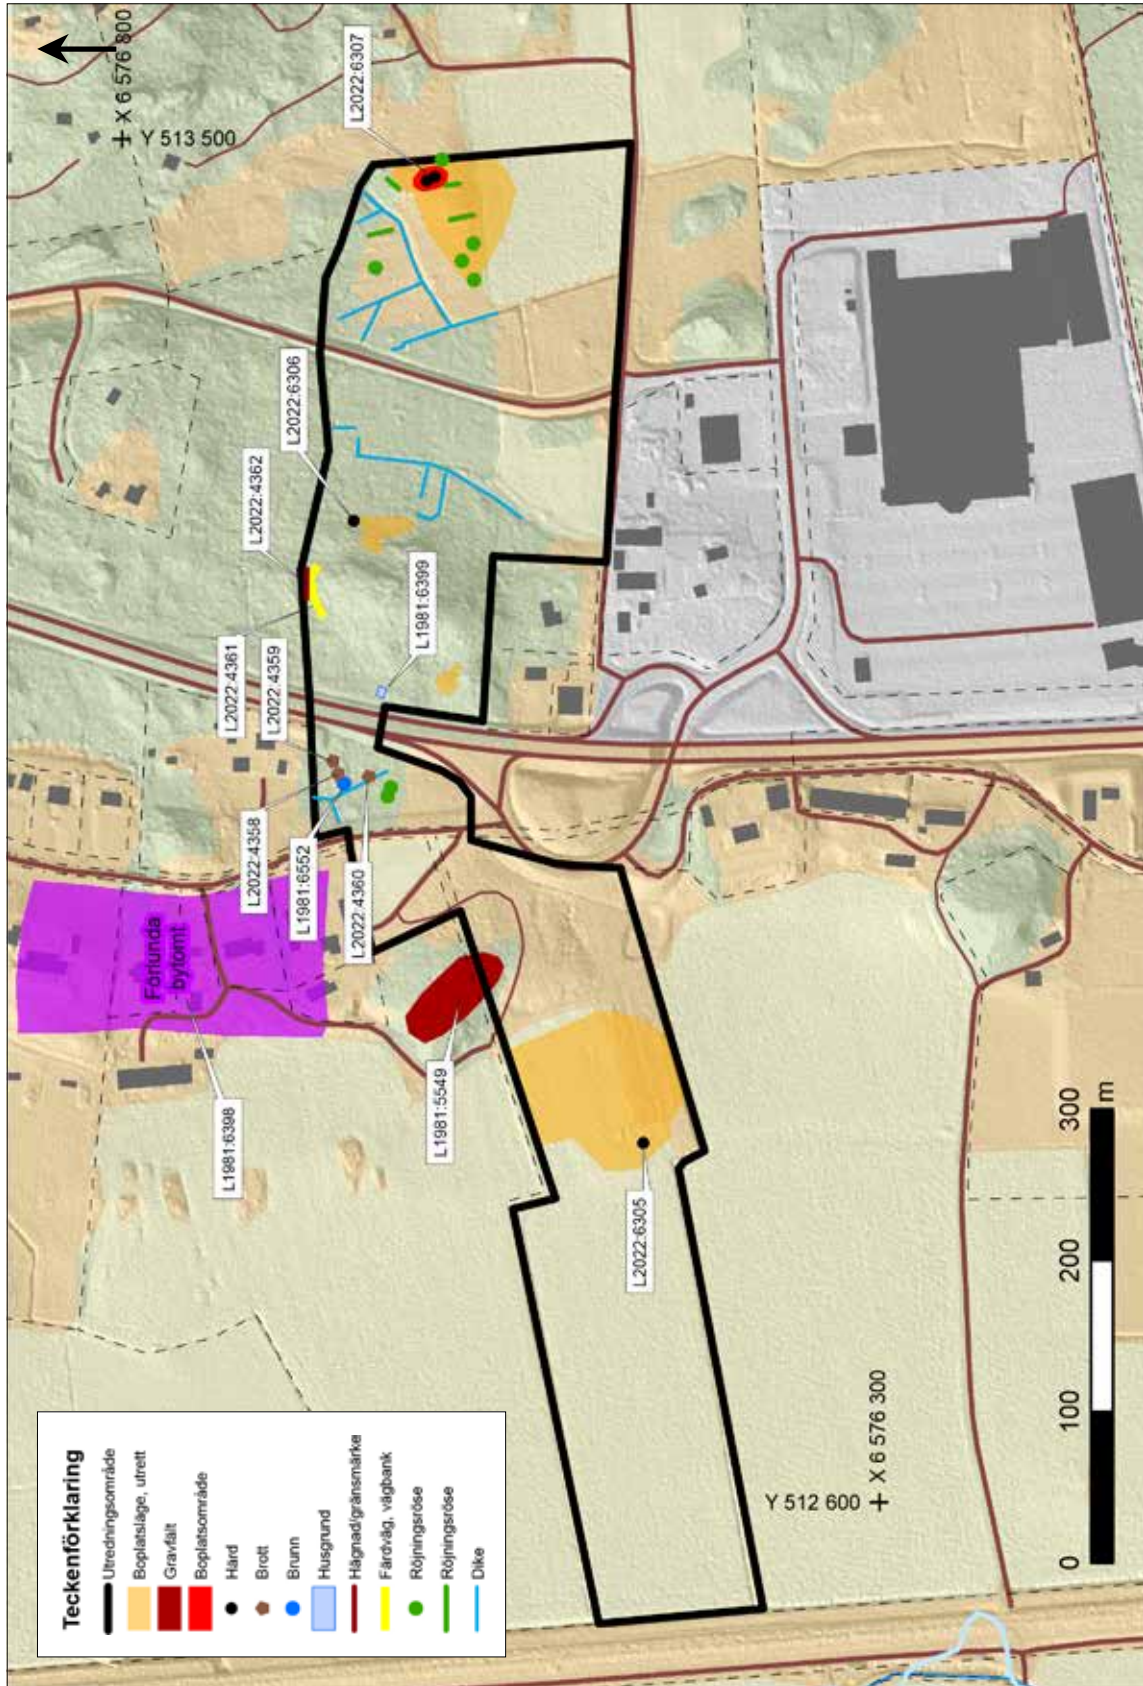 Teckenförklaring
Utredningsområde
Boplatsläge, utrett
Gravfält
Boplatsområde
Härd
Brott
Brunn
Husgrund
Hägnad/gränsmärke
Färdväg, vägbank
Röjningsröse
Röjningsröse
Dike
L1981:6398
Förlunda
bytomt
L1981:5549
L2022:6305
L2022:4358
L1981:6552
L2022:4360
L2022:4361
L2022:4359
L2022:4362
L2022:6306
L1981:6399
L2022:6307
X 6 576 800
Y 513 500
Y 512 600
X 6 576 300
0
100
200
300
m